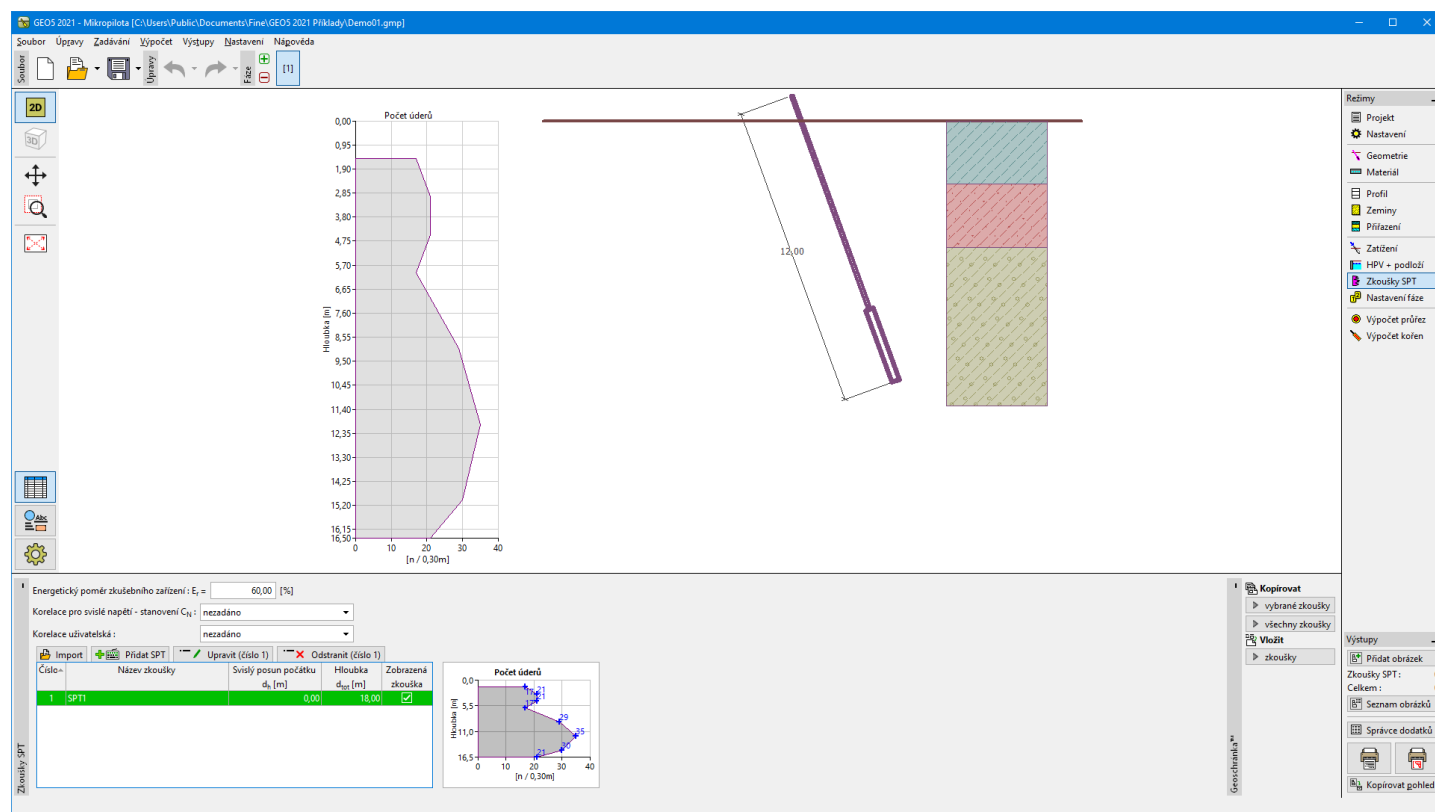 GEO5 2021 - Mikropilota [C:\Users\Public\Documents\Fine\GEO5 2021 Příklady\Demo01.gmp]
Soubor Úpravy Zadávání Výpočet Výstupy Nastavení Nápověda
Soubor
Úpravy
Fáze
[1]
2D
3D
Abc
Počet úderů
0,00
0,95
1,90
2,85
3,80
4,75
5,70
6,65
7,60
8,55
9,50
10,45
11,40
12,35
13,30
14,25
15,20
16,15
16,50
Hloubka [m]
0 10 20 30 40
[n / 0,30m]
12,00
Režimy
Projekt
Nastavení
Geometrie
Materiál
Profil
Zeminy
Přiřazení
Zatížení
HPV + podloží
Zkoušky SPT
Nastavení fáze
Výpočet průřez
Výpočet kořen
Zkoušky SPT
Energetický poměr zkušebního zařízení : Er = 60,00 [%]
Korelace pro svislé napětí - stanovení CN : nezadáno
Korelace uživatelská : nezadáno
Import Přidat SPT Upravit (číslo 1) Odstranit (číslo 1)
Číslo Název zkoušky Svislý posun počátku Hloubka Zobrazená
dh [m] dtot [m] zkouška
1 SPT1 0,00 18,00
Počet úderů
0,0
5,5
11,0
16,5
Hloubka [m]
17
21
21
17
29
35
30
21
0 10 20 30 40
[n / 0,30m]
Geoschránka™
Kopírovat
vybrané zkoušky
všechny zkoušky
Vložit
zkoušky
Výstupy
Přidat obrázek
Zkoušky SPT :
Celkem :
Seznam obrázků
Správce dodatků
Kopírovat pohled